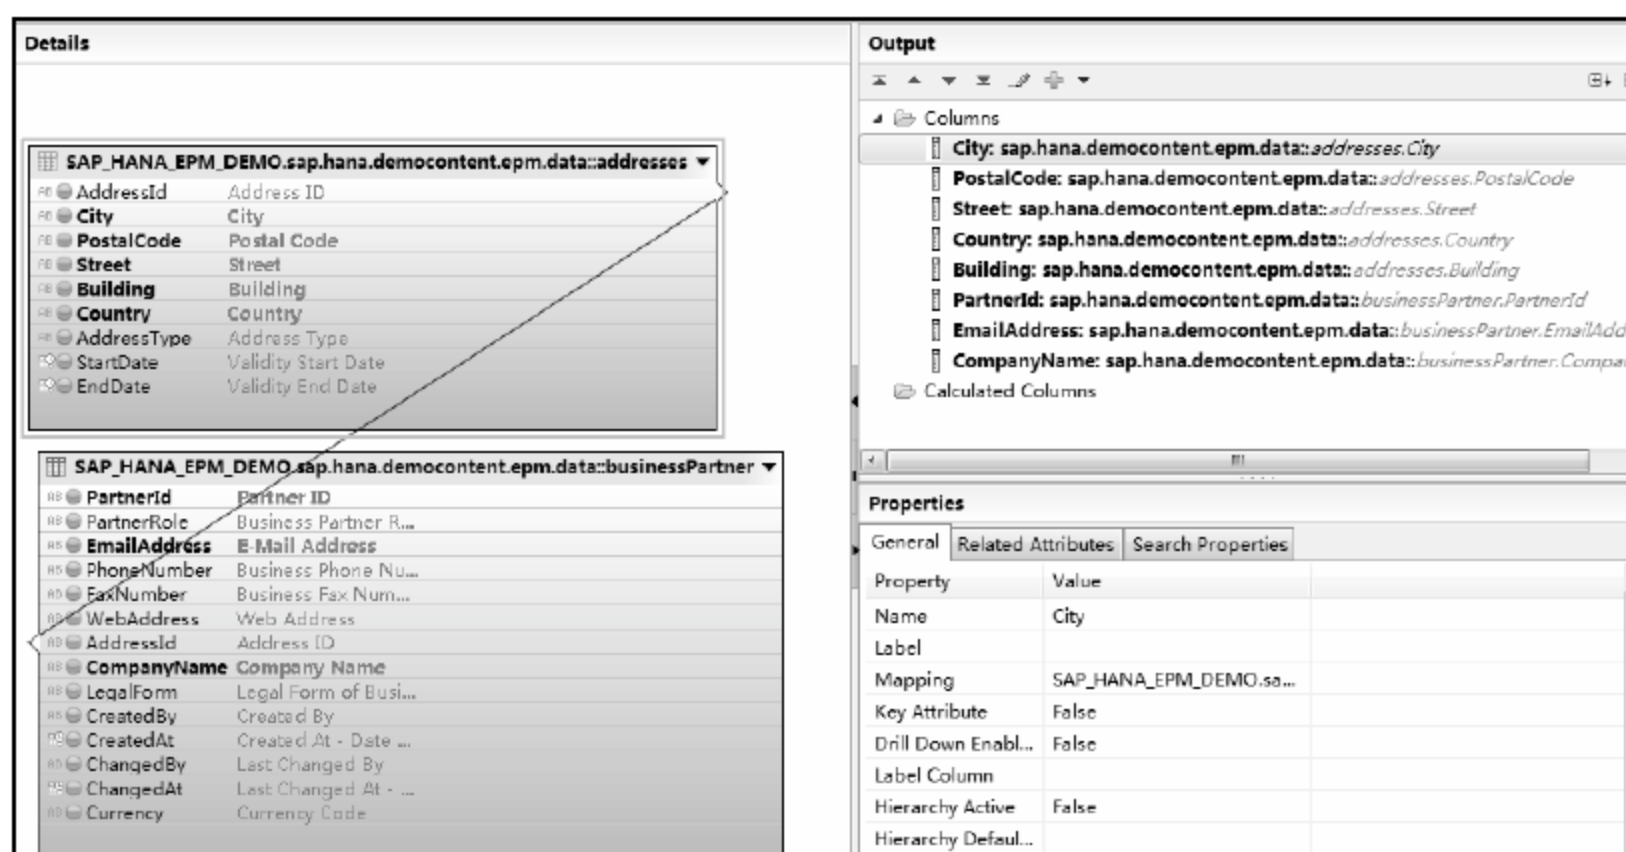 Details
SAP_HANA_EPM_DEMO.sap.hana.democontent.epm.data::addresses
AddressId Address ID
City City
PostalCode Postal Code
Street Street
Building Building
Country Country
AddressType Address Type
StartDate Validity Start Date
EndDate Validity End Date
SAP_HANA_EPM_DEMO.sap.hana.democontent.epm.data::businessPartner
PartnerId Partner ID
PartnerRole Business Partner R...
EmailAddress E-Mail Address
PhoneNumber Business Phone Nu...
FaxNumber Business Fax Num...
WebAddress Web Address
AddressId Address ID
CompanyName Company Name
LegalForm Legal Form of Busi...
CreatedBy Created By
CreatedAt Created At - Date ...
ChangedBy Last Changed By
ChangedAt Last Changed At - ...
Currency Currency Code
Output
Columns
City: sap.hana.democontent.epm.data::addresses.City
PostalCode: sap.hana.democontent.epm.data::addresses.PostalCode
Street: sap.hana.democontent.epm.data::addresses.Street
Country: sap.hana.democontent.epm.data::addresses.Country
Building: sap.hana.democontent.epm.data::addresses.Building
PartnerId: sap.hana.democontent.epm.data::businessPartner.PartnerId
EmailAddress: sap.hana.democontent.epm.data::businessPartner.EmailAdd
CompanyName: sap.hana.democontent.epm.data::businessPartner.Compa
Calculated Columns
Properties
General Related Attributes Search Properties
Property Value
Name City
Label
Mapping SAP_HANA_EPM_DEMO.sa...
Key Attribute False
Drill Down Enabl... False
Label Column
Hierarchy Active False
Hierarchy Defaul...